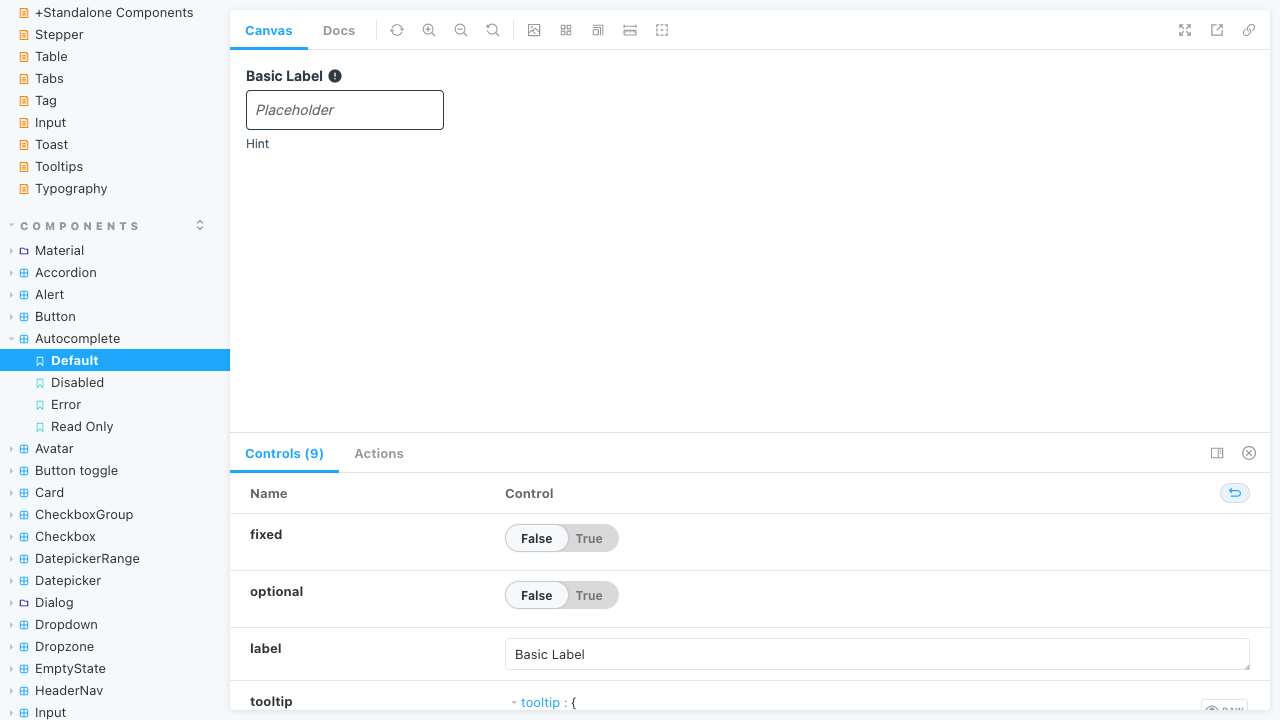 +Standalone Components
Stepper
Table
Tabs
Tag
Input
Toast
Tooltips
Typography
COMPONENTS
Material
Accordion
Alert
Button
Autocomplete
Default
Disabled
Error
Read Only
Avatar
Button toggle
Card
CheckboxGroup
Checkbox
DatepickerRange
Datepicker
Dialog
Dropdown
Dropzone
EmptyState
HeaderNav
Input
Canvas
Docs
Basic Label
Placeholder
Hint
Controls (9)
Actions
Name
Control
fixed
False
True
optional
False
True
label
Basic Label
tooltip
tooltip : {
RAW